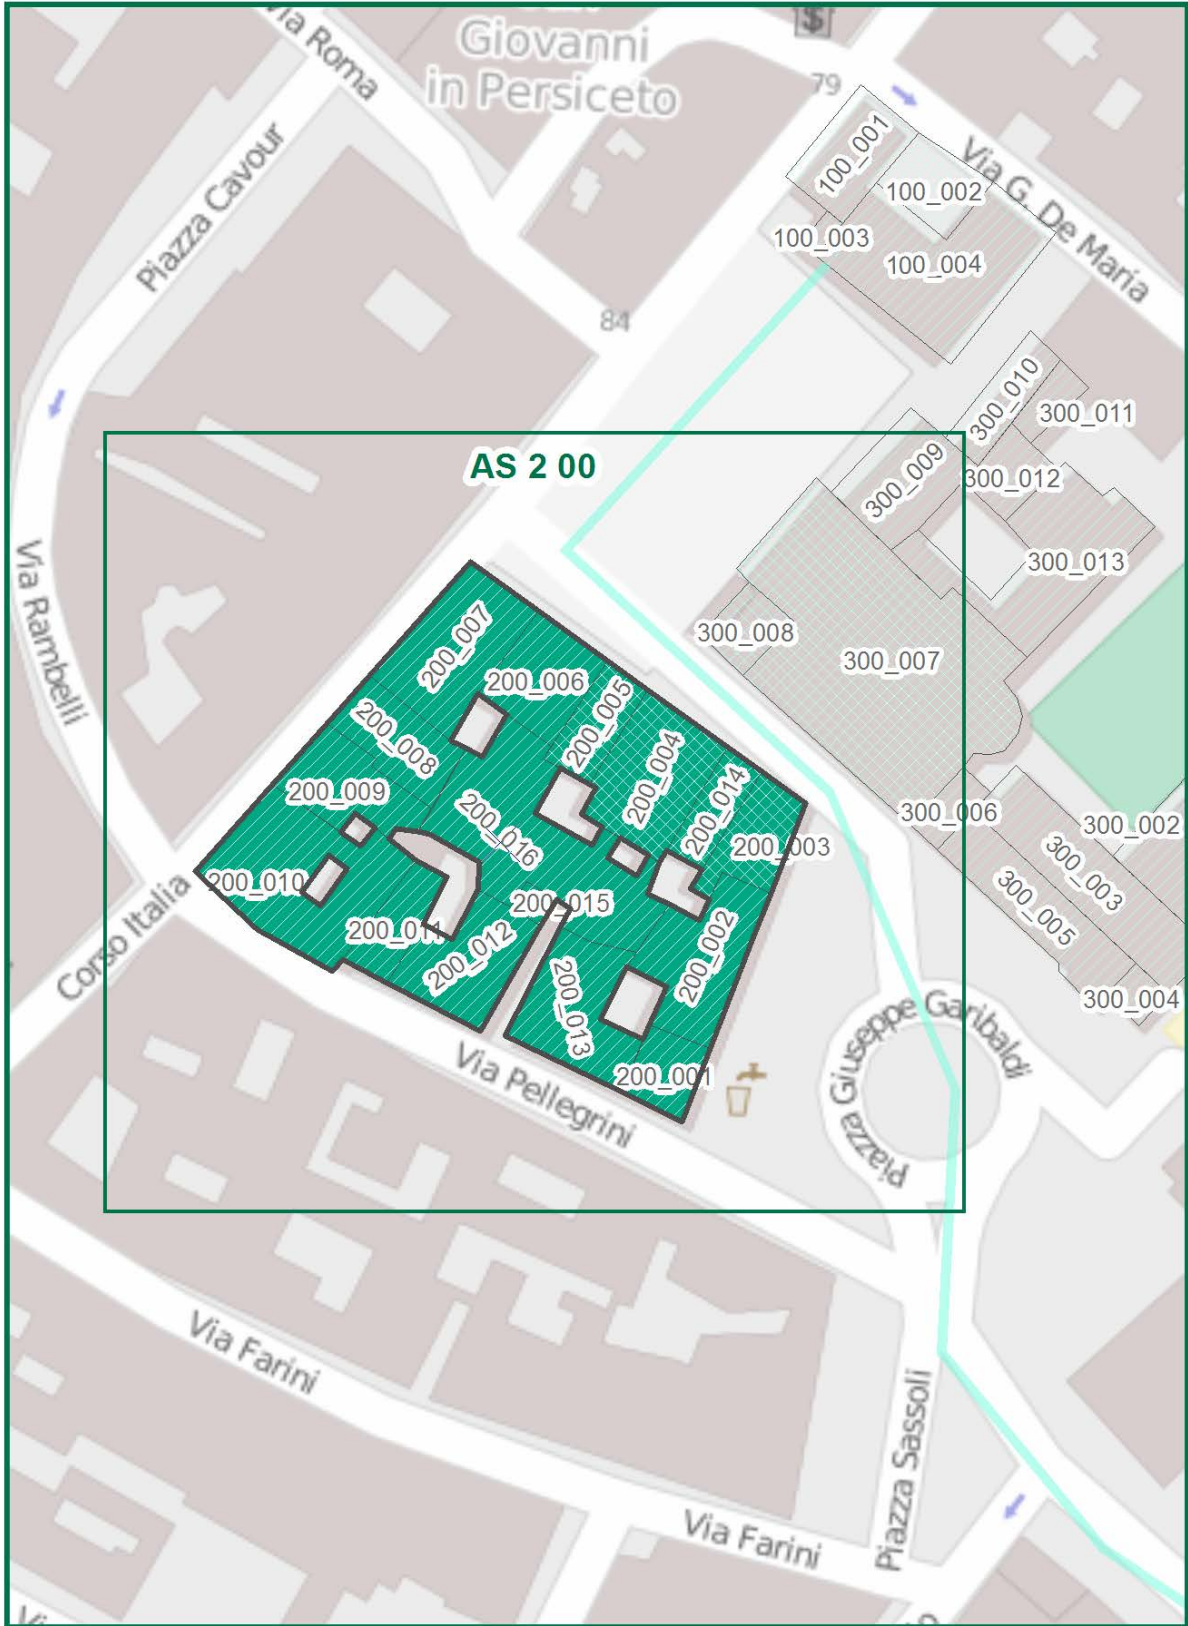 Via Roma
Giovanni
in Persiceto
79
Via G. De Maria
100_001
100_002
100_003
100_004
Piazza Cavour
84
300_010
300_011
AS 2 00
300_009
300_012
300_013
Via Rambelli
300_008
300_007
200_007
200_006
200_005
200_004
200_008
200_014
200_009
200_016
200_003
300_006
300_002
300_003
300_005
300_004
200_010
200_015
200_011
200_012
200_002
200_013
200_001
Corso Italia
Via Pellegrini
Piazza Giuseppe Garibaldi
Via Farini
Piazza Sassoli
Via Farini